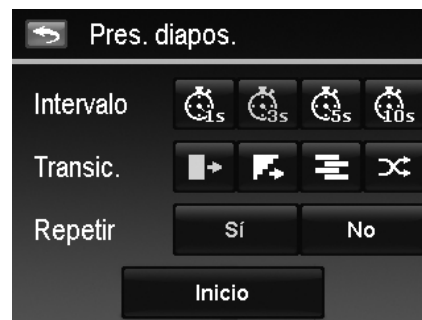 Pres. diapos.
Intervalo 1s 3s 5s 10s
Transic.
Repetir Sí No
Inicio